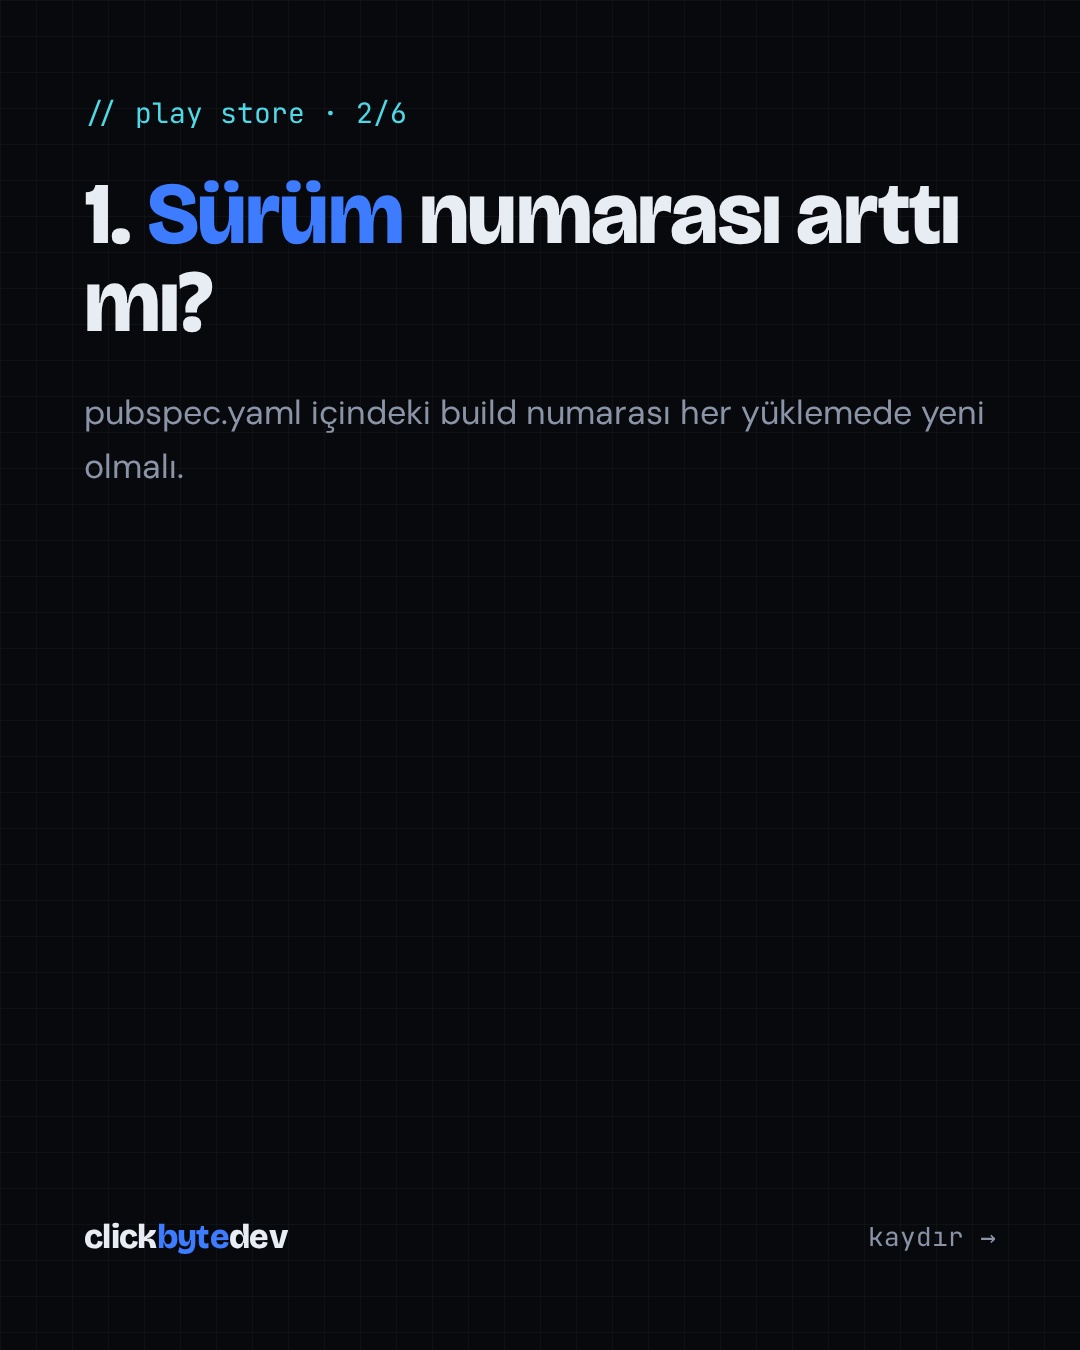 // play store · 2/6
1. Sürüm numarası arttı
mı?
pubspec.yaml içindeki build numarası her yüklemede yeni
olmalı.
clickbytedev
kaydır →